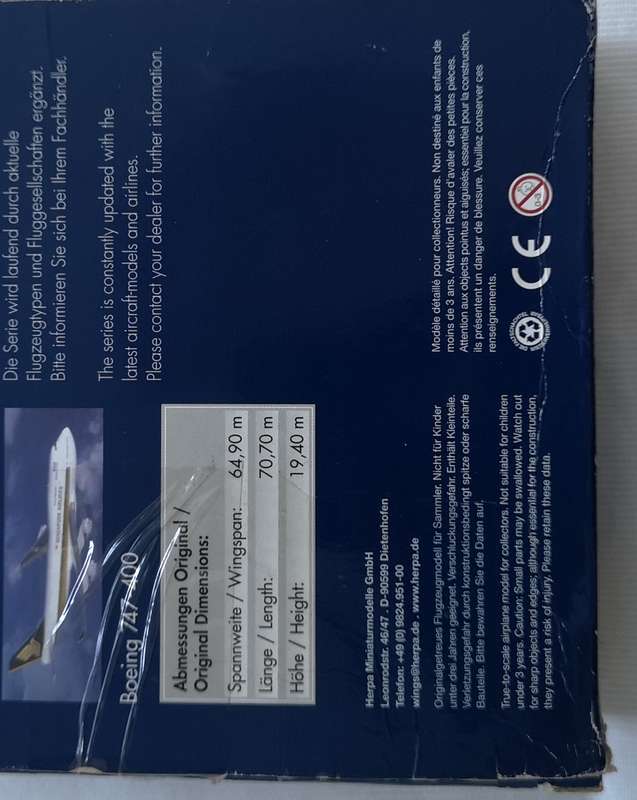 Die Serie wird laufend durch aktuelle
Flugzeugtypen und Fluggesellschaften ergänzt.
Bitte informieren Sie sich bei Ihrem Fachhändler.
The series is constantly updated with the
latest aircraft-models and airlines.
Please contact your dealer for further information.
SINGAPORE AIRLINES
Boeing 747-400
Abmessungen Original /
Original Dimensions:
Spannweite / Wingspan: 64,90 m
Länge / Length: 70,70 m
Höhe / Height: 19,40 m
Herpa Miniaturmodelle GmbH
Leonrodstr. 46/47 · D-90599 Dietenhofen
Telefon: +49 (0) 9824.951-00
wings@herpa.de · www.herpa.de
Originalgetreues Flugzeugmodell für Sammler. Nicht für Kinder
unter drei Jahren geeignet. Verschluckungsgefahr. Enthält Kleinteile.
Verletzungsgefahr durch konstruktionsbedingt spitze oder scharfe
Bauteile. Bitte bewahren Sie die Daten auf.
True-to-scale airplane model for collectors. Not suitable for children
under 3 years. Caution: Small parts may be swallowed. Watch out
for sharp objects and edges; although essential for the construction,
they present a risk of injury. Please retain these data.
Modèle détaillé pour collectionneurs. Non destiné aux enfants de
moins de 3 ans. Attention! Risque d'avaler des petites pièces.
Attention aux objects pointus et aiguisés; essentiel pour la construction,
ils présentent un danger de blessure. Veuillez conserver ces
renseignements.
CE
0-3